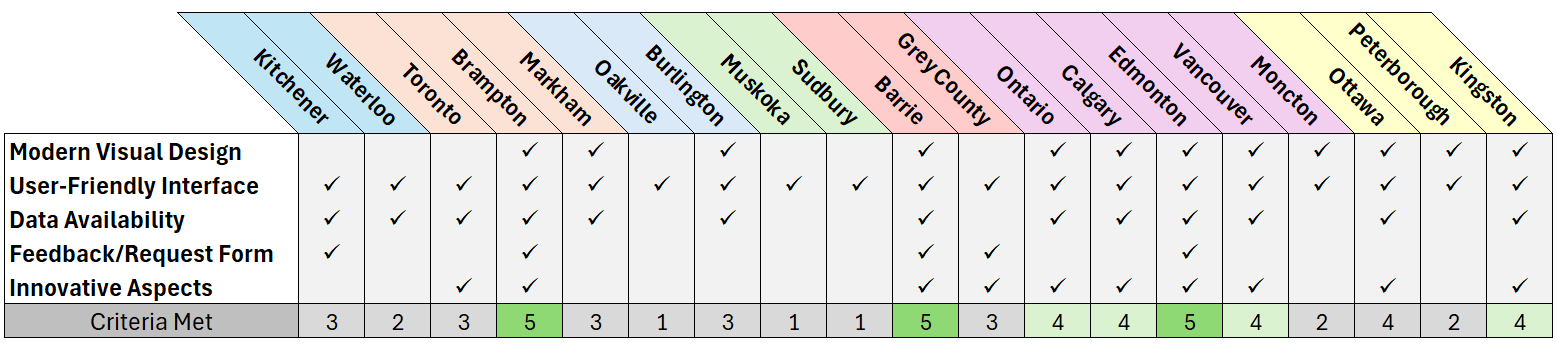 Kitchener
Waterloo
Toronto
Brampton
Markham
Oakville
Burlington
Muskoka
Sudbury
Barrie
Grey County
Ontario
Calgary
Edmonton
Vancouver
Moncton
Ottawa
Peterborough
Kingston
Modern Visual Design ✓ ✓ ✓ ✓ ✓ ✓ ✓ ✓ ✓ ✓ ✓ ✓
User-Friendly Interface ✓ ✓ ✓ ✓ ✓ ✓ ✓ ✓ ✓ ✓ ✓ ✓ ✓ ✓ ✓ ✓ ✓ ✓ ✓
Data Availability ✓ ✓ ✓ ✓ ✓ ✓ ✓ ✓ ✓ ✓ ✓ ✓ ✓
Feedback/Request Form ✓ ✓ ✓ ✓ ✓
Innovative Aspects ✓ ✓ ✓ ✓ ✓ ✓ ✓ ✓ ✓ ✓
Criteria Met 3 2 3 5 3 1 3 1 1 5 3 4 4 5 4 2 4 2 4